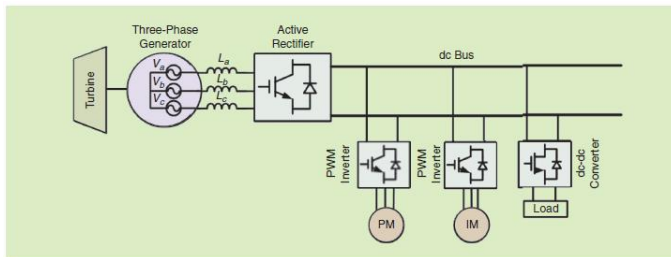 Three-Phase
Generator
Active
Rectifier
Turbine
Va
Vb
Vc
La
Lb
Lc
dc Bus
PWM
Inverter
PWM
Inverter
dc-dc
Converter
PM
IM
Load